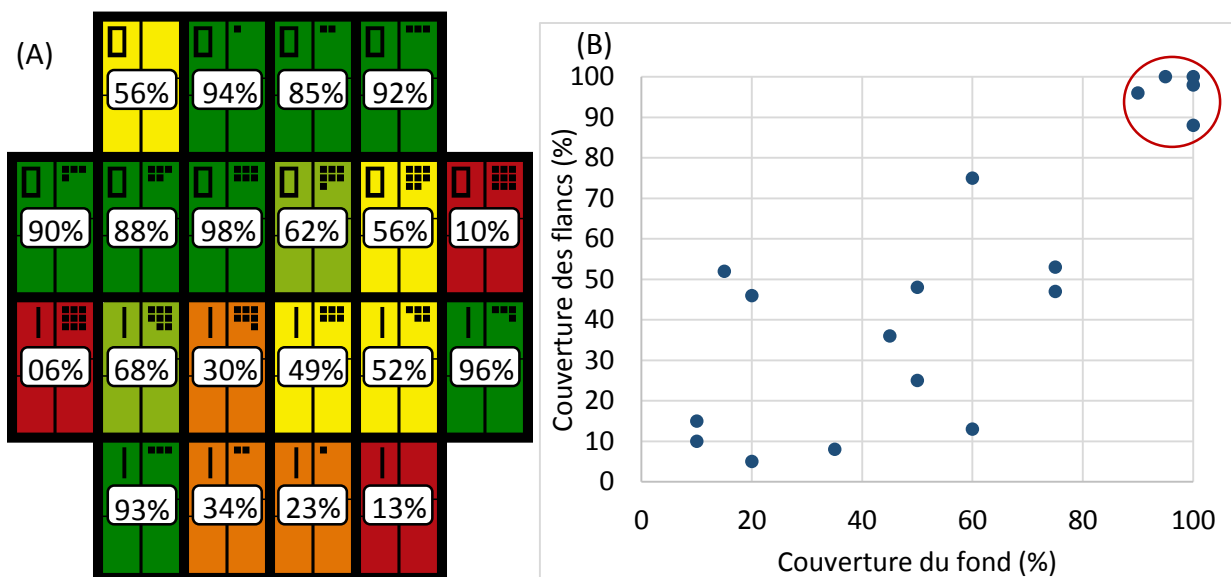 (A)
56% 94% 85% 92%
90% 88% 98% 62% 56% 10%
06% 68% 30% 49% 52% 96%
93% 34% 23% 13%
(B)
Couverture des flancs (%)
100
90
80
70
60
50
40
30
20
10
0
0 20 40 60 80 100
Couverture du fond (%)